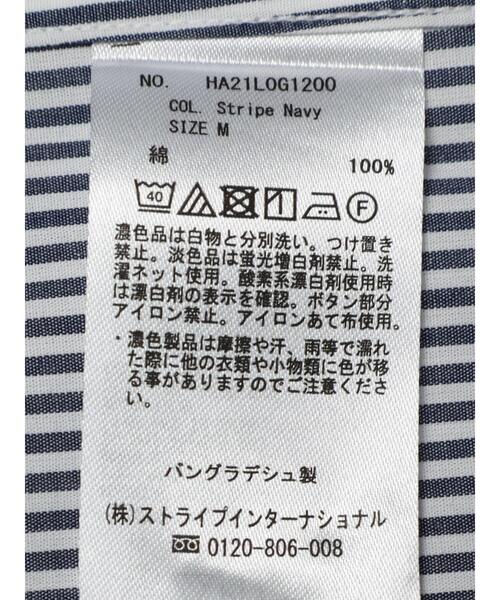 NO. HA21LOG1200
COL. Stripe Navy
SIZE M
綿 100%
40
濃色品は白物と分別洗い。つけ置き
禁止。淡色品は蛍光増白剤禁止。洗
濯ネット使用。酸素系漂白剤使用時
は漂白剤の表示を確認。ボタン部分
アイロン禁止。アイロンあて布使用。
・濃色製品は摩擦や汗、雨等で濡れ
た際に他の衣類や小物類に色が移
る事がありますのでご注意くださ
い。
バングラデシュ製
(株)ストライプインターナショナル
0120-806-008